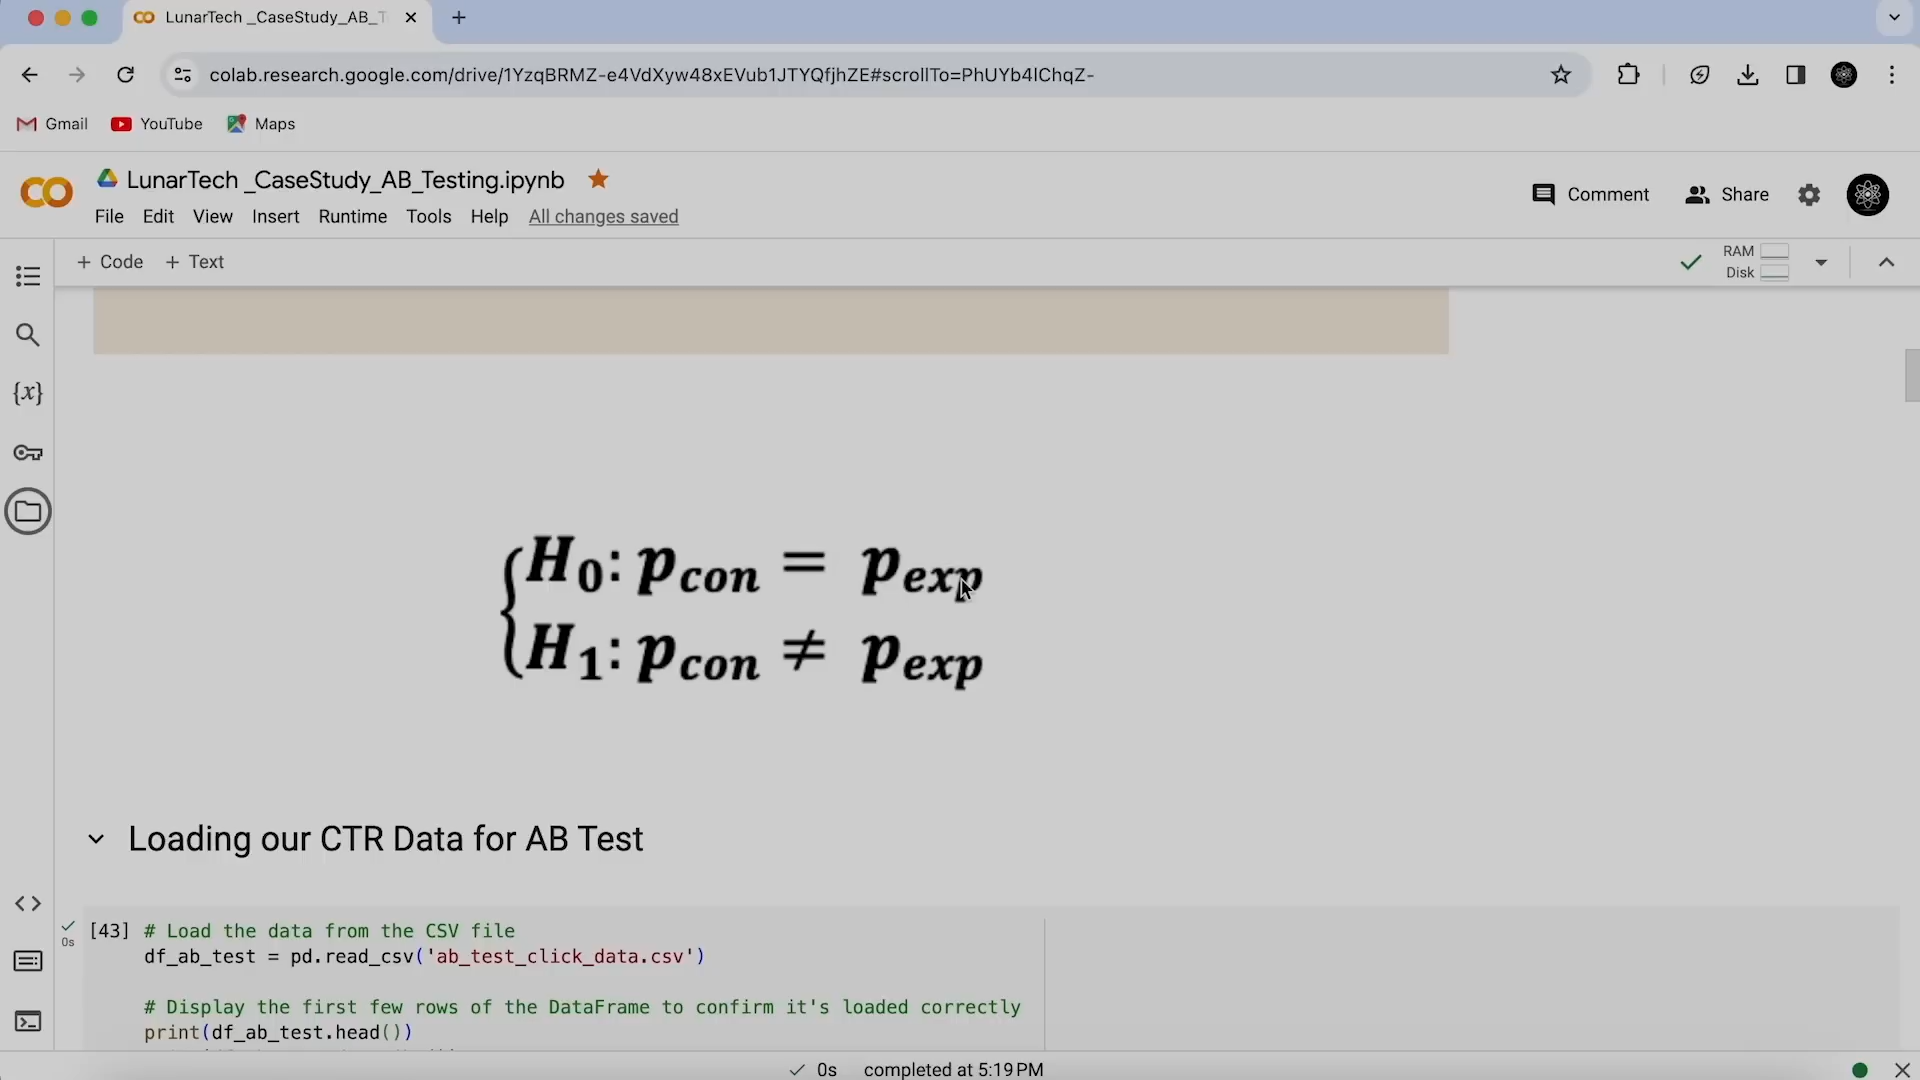 LunarTech _CaseStudy_AB_T
colab.research.google.com/drive/1YzqBRMZ-e4VdXyw48xEVub1JTYQfjhZE#scrollTo=PhUYb4lChqZ-
Gmail YouTube Maps
LunarTech _CaseStudy_AB_Testing.ipynb
Comment Share
File Edit View Insert Runtime Tools Help All changes saved
+ Code + Text
RAM
Disk
{x}
H0: pcon = pexp
H1: pcon ≠ pexp
Loading our CTR Data for AB Test
[43] # Load the data from the CSV file
0s
df_ab_test = pd.read_csv('ab_test_click_data.csv')
# Display the first few rows of the DataFrame to confirm it's loaded correctly
print(df_ab_test.head())
0s completed at 5:19 PM